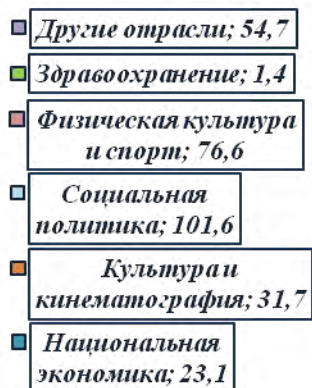 Другие отрасли; 54,7
Здравоохранение; 1,4
Физическая культура
и спорт; 76,6
Социальная
политика; 101,6
Культура и
кинематография; 31,7
Национальная
экономика; 23,1